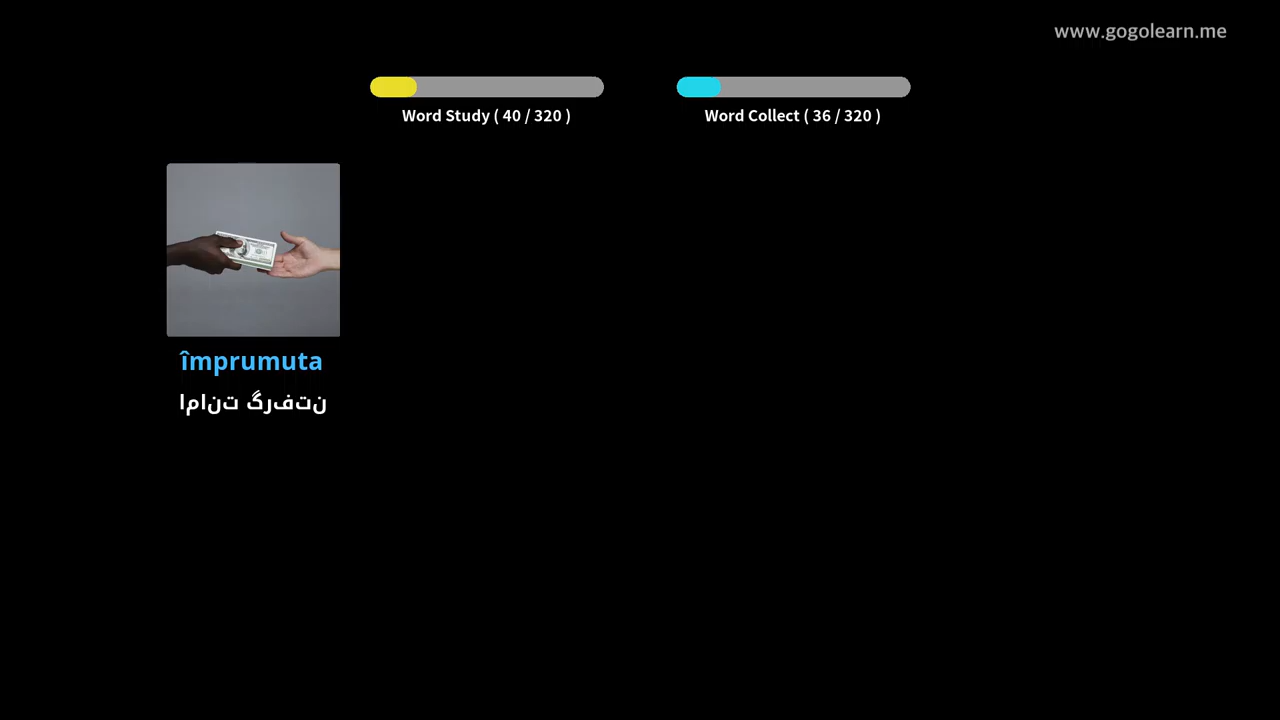 www.gogolearn.me
Word Study ( 40 / 320 )
Word Collect ( 36 / 320 )
împrumuta
امانت گرفتن